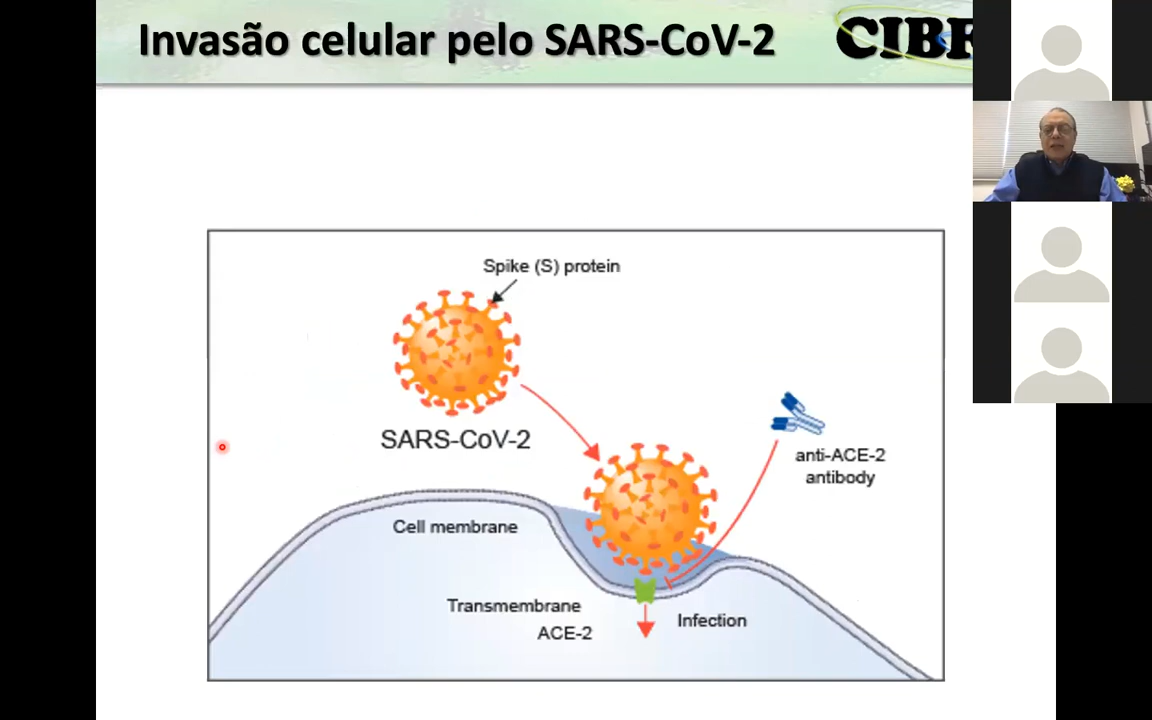 Invasão celular pelo SARS-CoV-2
Spike (S) protein
SARS-CoV-2
anti-ACE-2
antibody
Cell membrane
Transmembrane
ACE-2
Infection